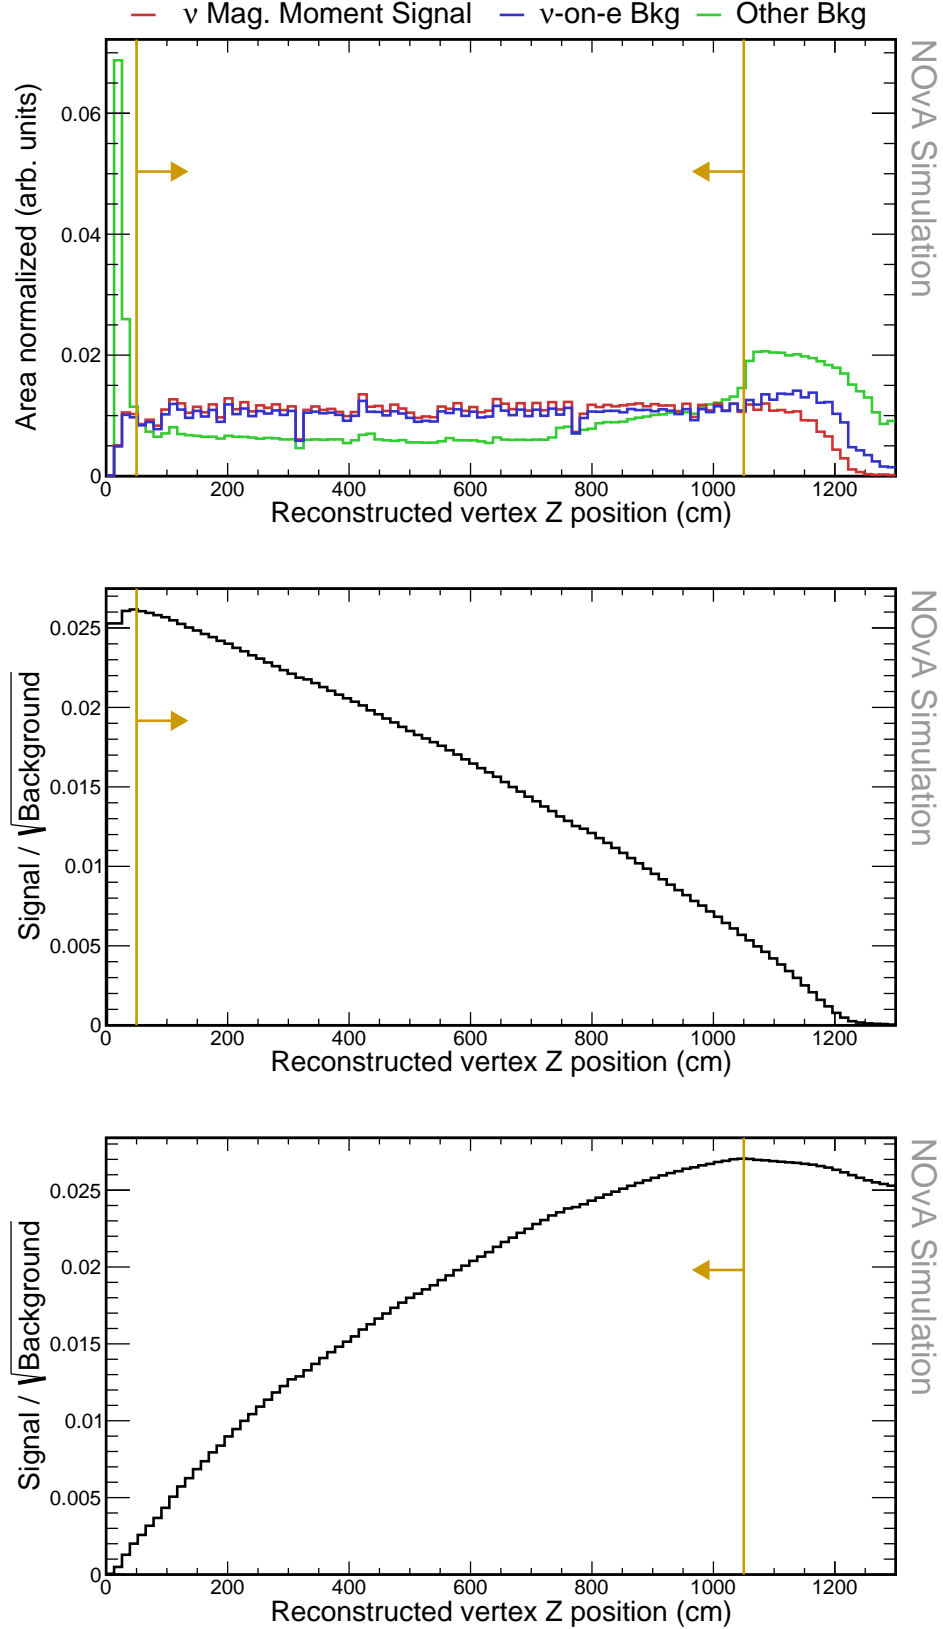 ν Mag. Moment Signal ν-on-e Bkg Other Bkg
Area normalized (arb. units)
0.06
0.04
0.02
0
0 200 400 600 800 1000 1200
Reconstructed vertex Z position (cm)
NOvA Simulation
Signal / √Background
0.025
0.02
0.015
0.01
0.005
0
0 200 400 600 800 1000 1200
Reconstructed vertex Z position (cm)
NOvA Simulation
Signal / √Background
0.025
0.02
0.015
0.01
0.005
0
0 200 400 600 800 1000 1200
Reconstructed vertex Z position (cm)
NOvA Simulation